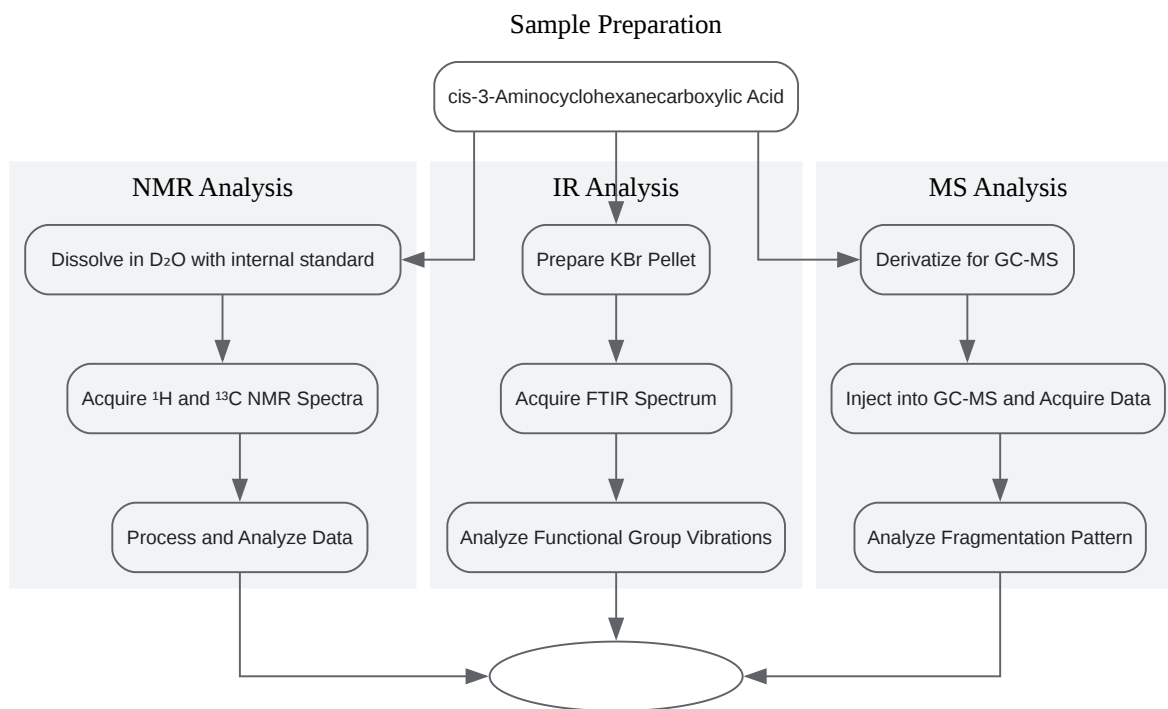 Sample Preparation
cis-3-Aminocyclohexanecarboxylic Acid
NMR Analysis
Dissolve in D₂O with internal standard
Acquire ¹H and ¹³C NMR Spectra
Process and Analyze Data
IR Analysis
Prepare KBr Pellet
Acquire FTIR Spectrum
Analyze Functional Group Vibrations
MS Analysis
Derivatize for GC-MS
Inject into GC-MS and Acquire Data
Analyze Fragmentation Pattern